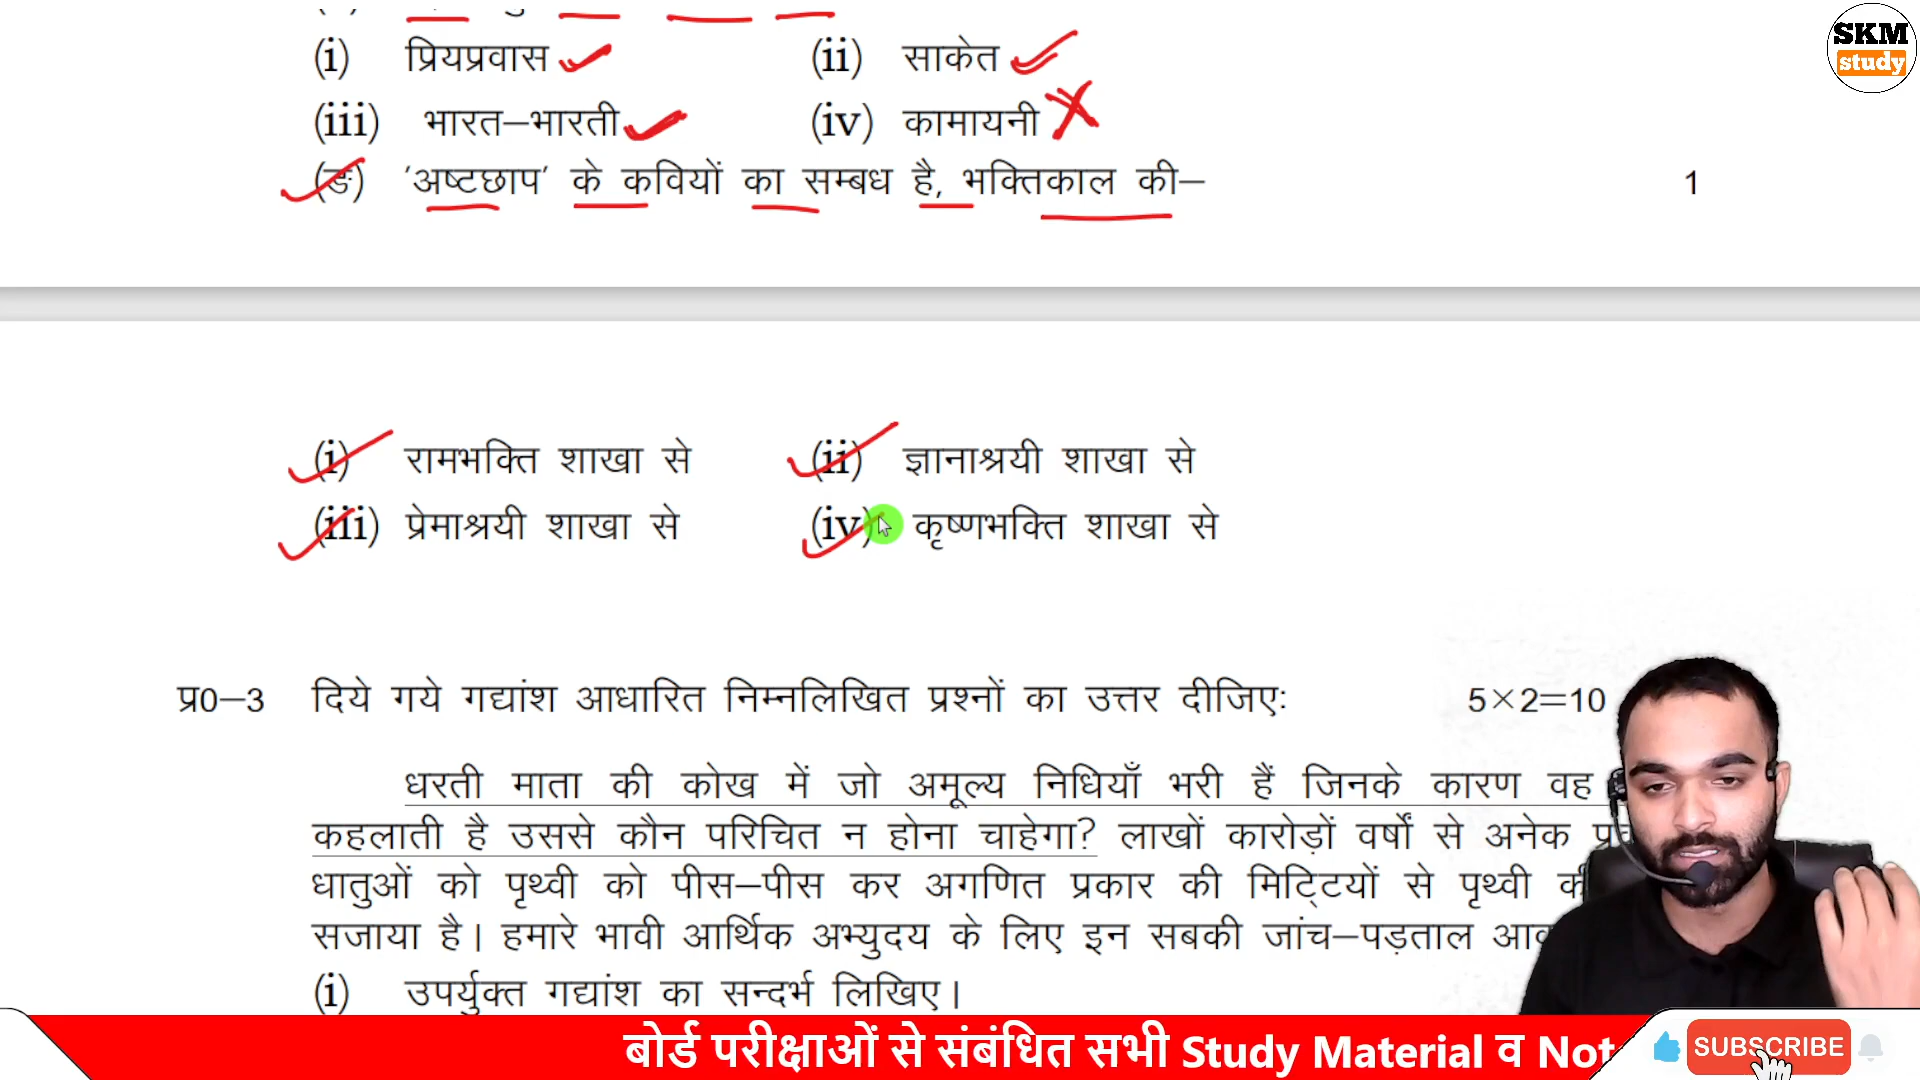 SKM
study
(i) प्रियप्रवास (ii) साकेत
(iii) भारत–भारती (iv) कामायनी
(ङ) 'अष्टछाप' के कवियों का सम्बध है, भक्तिकाल की– 1
(i) रामभक्ति शाखा से (ii) ज्ञानाश्रयी शाखा से
(iii) प्रेमाश्रयी शाखा से (iv) कृष्णभक्ति शाखा से
प्र0–3 दिये गये गद्यांश आधारित निम्नलिखित प्रश्नों का उत्तर दीजिए: 5×2=10
धरती माता की कोख में जो अमूल्य निधियाँ भरी हैं जिनके कारण वह
कहलाती है उससे कौन परिचित न होना चाहेगा? लाखों कारोड़ों वर्षों से अनेक
धातुओं को पृथ्वी को पीस–पीस कर अगणित प्रकार की मिट्टियों से पृथ्वी की
सजाया है। हमारे भावी आर्थिक अभ्युदय के लिए इन सबकी जांच–पड़ताल
(i) उपर्युक्त गद्यांश का सन्दर्भ लिखिए।
बोर्ड परीक्षाओं से संबंधित सभी Study Material व
SUBSCRIBE